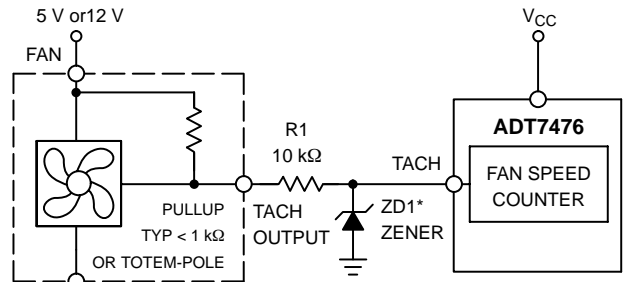 5 V or12 V
V_CC
FAN
R1
10 kΩ
ADT7476
TACH
FAN SPEED
COUNTER
PULLUP
TYP < 1 kΩ
OR TOTEM-POLE
TACH
OUTPUT
ZD1*
ZENER